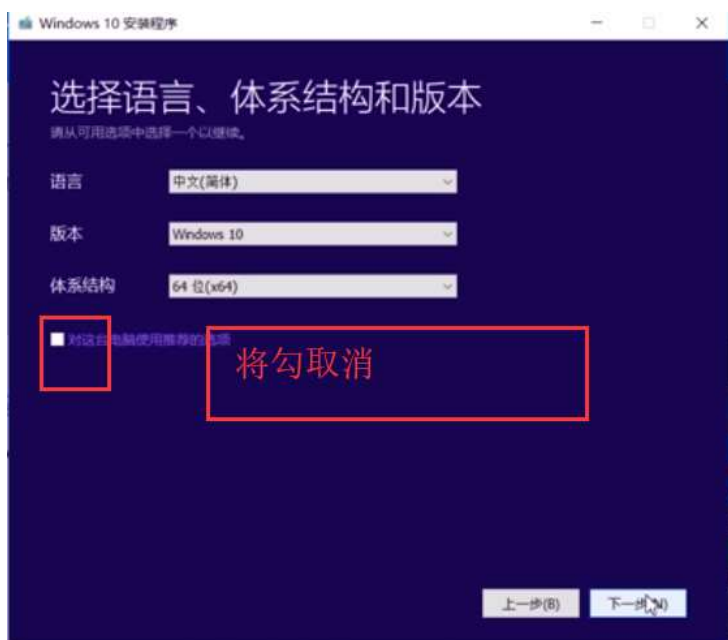 Windows 10 安装程序
选择语言、体系结构和版本
请从可用选项中选择一个以继续。
语言 中文(简体)
版本 Windows 10
体系结构 64 位(x64)
对这台电脑使用推荐的选项
将勾取消
上一步(B) 下一步(N)